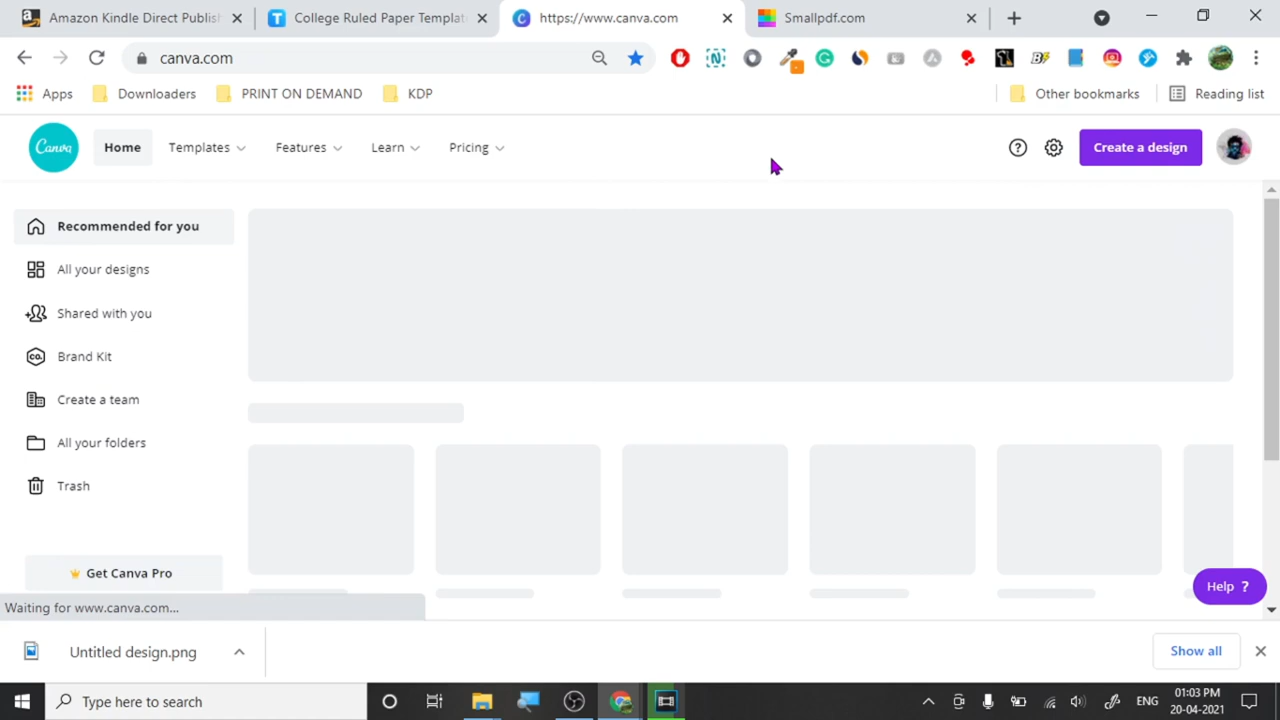 Amazon Kindle Direct Publish
College Ruled Paper Templat
https://www.canva.com
Smallpdf.com
canva.com
Apps
Downloaders
PRINT ON DEMAND
KDP
Other bookmarks
Reading list
Canva
Home
Templates
Features
Learn
Pricing
Create a design
Recommended for you
All your designs
Shared with you
CO.
Brand Kit
Create a team
All your folders
Trash
Get Canva Pro
Help ?
Waiting for www.canva.com...
Untitled design.png
Show all
Type here to search
ENG
01:03 PM
20-04-2021